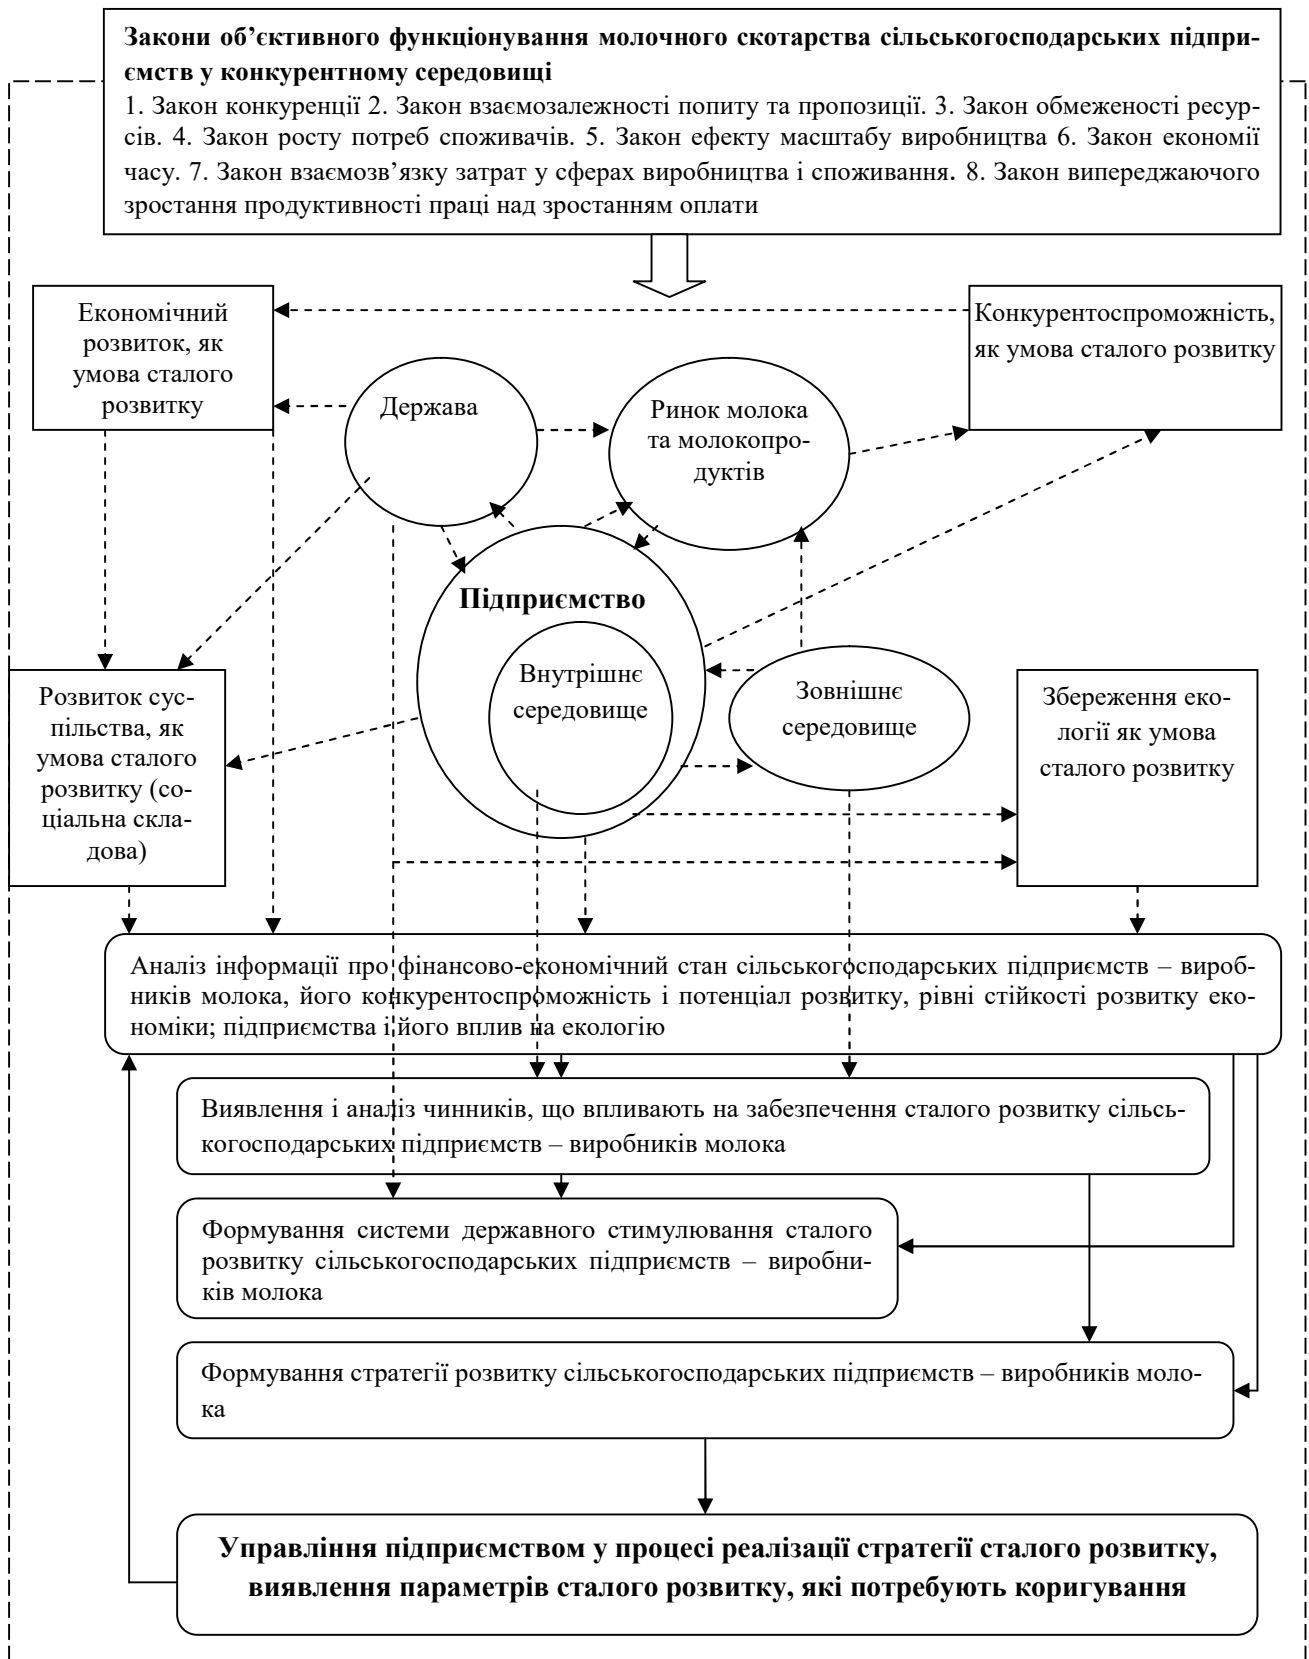 Закони об’єктивного функціонування молочного скотарства сільськогосподарських підпри-
ємств у конкурентному середовищі
1. Закон конкуренції 2. Закон взаємозалежності попиту та пропозиції. 3. Закон обмеженості ресур-
сів. 4. Закон росту потреб споживачів. 5. Закон ефекту масштабу виробництва 6. Закон економії
часу. 7. Закон взаємозв’язку затрат у сферах виробництва і споживання. 8. Закон випереджаючого
зростання продуктивності праці над зростанням оплати
Економічний
розвиток, як
умова сталого
розвитку
Конкурентоспроможність,
як умова сталого розвитку
Держава
Ринок молока
та молокопро-
дуктів
Підприємство
Внутрішнє
середовище
Зовнішнє
середовище
Розвиток сус-
пільства, як
умова сталого
розвитку (со-
ціальна скла-
дова)
Збереження еко-
логії як умова
сталого розвитку
Аналіз інформації про фінансово-економічний стан сільськогосподарських підприємств – вироб-
ників молока, його конкурентоспроможність і потенціал розвитку, рівні стійкості розвитку еко-
номіки; підприємства і його вплив на екологію
Виявлення і аналіз чинників, що впливають на забезпечення сталого розвитку сільсь-
когосподарських підприємств – виробників молока
Формування системи державного стимулювання сталого
розвитку сільськогосподарських підприємств – виробни-
ків молока
Формування стратегії розвитку сільськогосподарських підприємств – виробників моло-
ка
Управління підприємством у процесі реалізації стратегії сталого розвитку,
виявлення параметрів сталого розвитку, які потребують коригування